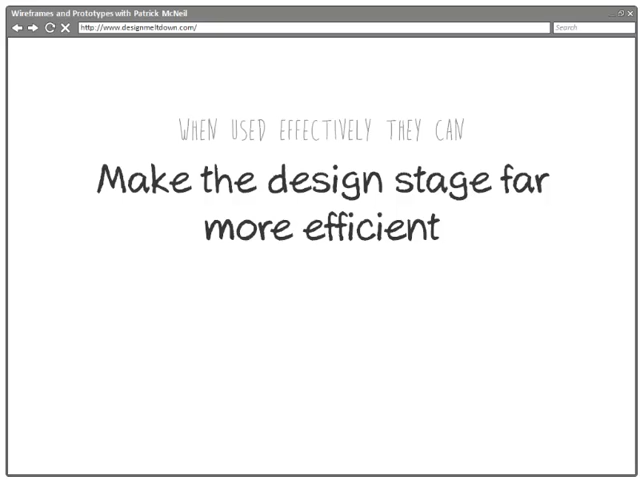 Wireframes and Prototypes with Patrick McNeil
http://www.designmeltdown.com/
Search
WHEN USED EFFECTIVELY THEY CAN
Make the design stage far
more efficient